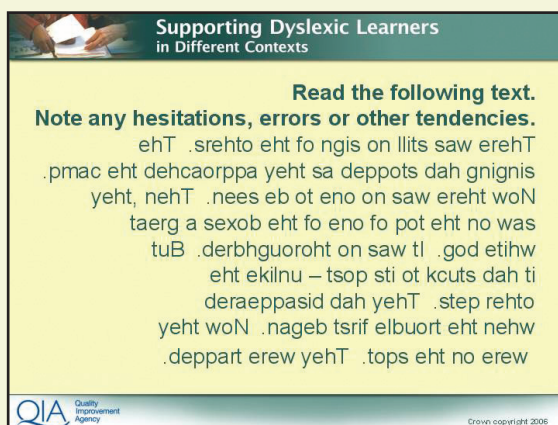 Supporting Dyslexic Learners
in Different Contexts
Read the following text.
Note any hesitations, errors or other tendencies.
ehT .srehto eht fo ngis on llits saw erehT
.pmac eht dehcaorppa yeht sa deppots dah gnignis
yeht, nehT .nees eb ot eno on saw ereht woN
taerg a sexob eht fo eno fo pot eht no saw
tuB .derbhguoroht on saw tI .god etihw
eht ekilnu – tsop sti ot kcuts dah ti
deraeppasid dah yehT .pets rehto
yeht woN .nageb tsrif elbuort eht nehw
.deppart erew yehT .spot eht no erew
QIA Quality
Improvement
Agency
Crown copyright 2006